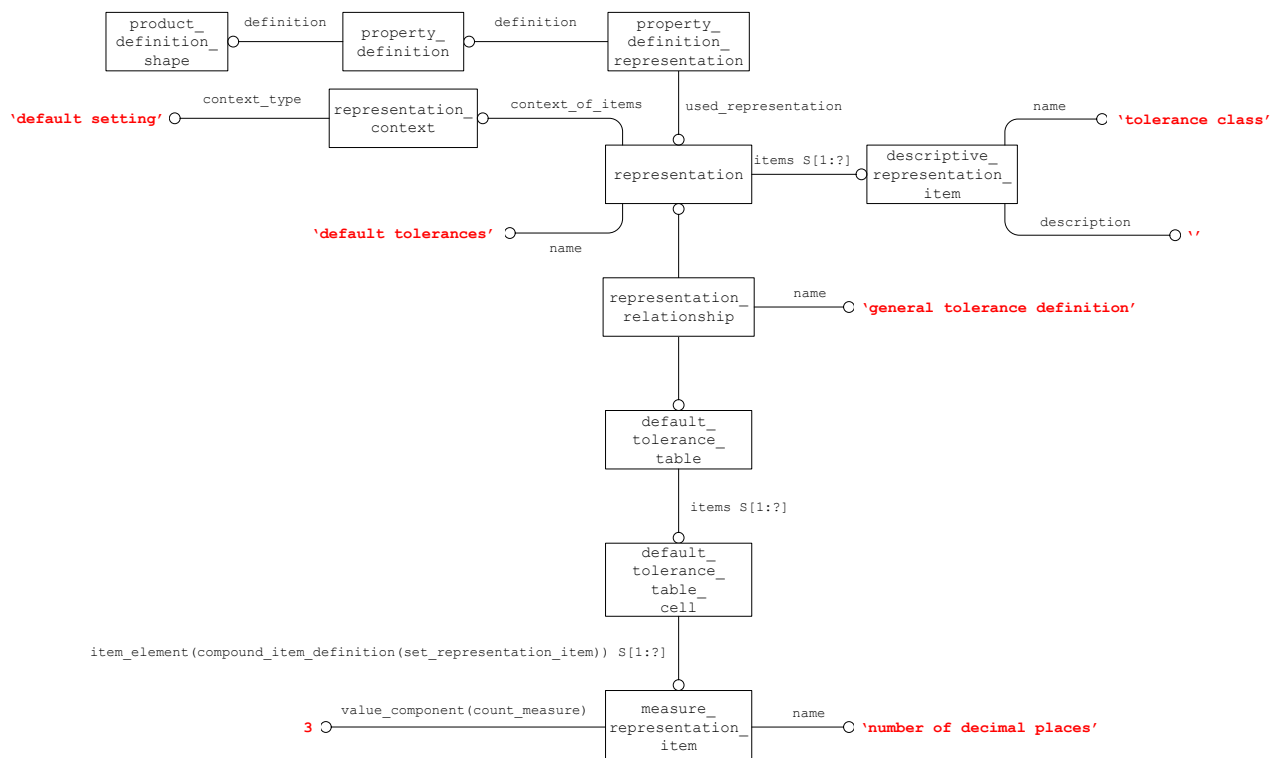 product_
definition_
shape
definition
property_
definition
definition
property_
definition_
representation
context_type
‘default setting’
representation_
context
context_of_items
used_representation
name
‘tolerance class’
representation
items S[1:?]
descriptive_
representation_
item
‘default tolerances’
name
description
‘’
representation_
relationship
name
‘general tolerance definition’
default_
tolerance_
table
items S[1:?]
default_
tolerance_
table_
cell
item_element(compound_item_definition(set_representation_item)) S[1:?]
3
value_component(count_measure)
measure_
representation_
item
name
‘number of decimal places’